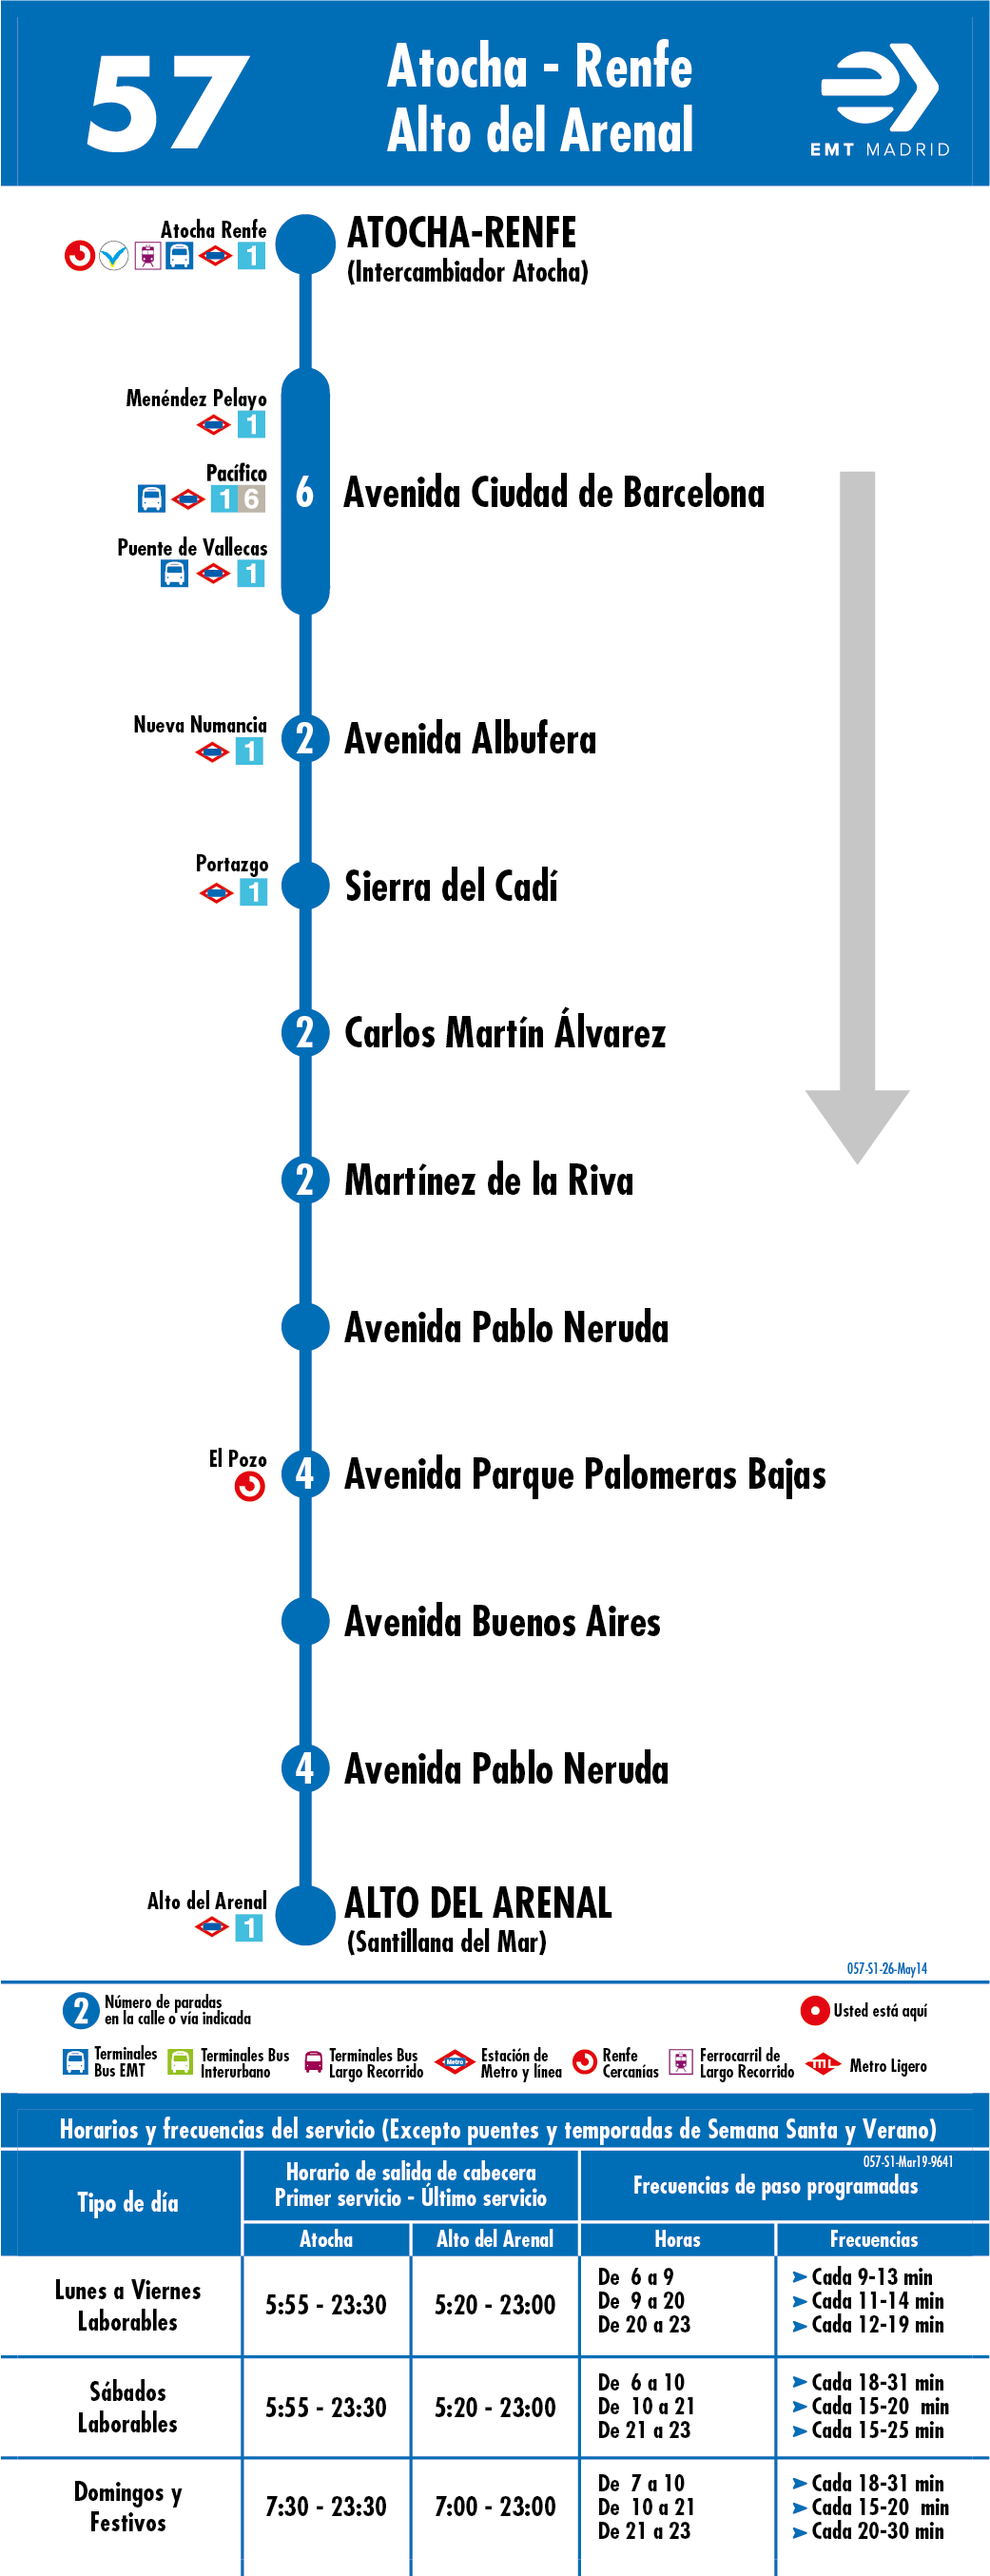 57
Atocha - Renfe
Alto del Arenal
EMT MADRID
Atocha Renfe
1
ATOCHA-RENFE
(Intercambiador Atocha)
Menéndez Pelayo
1
Pacífico
1 6
Puente de Vallecas
1
6
Avenida Ciudad de Barcelona
Nueva Numancia
1
2
Avenida Albufera
Portazgo
1
Sierra del Cadí
2
Carlos Martín Álvarez
2
Martínez de la Riva
Avenida Pablo Neruda
El Pozo
4
Avenida Parque Palomeras Bajas
Avenida Buenos Aires
4
Avenida Pablo Neruda
Alto del Arenal
1
ALTO DEL ARENAL
(Santillana del Mar)
057-S1-26-May14
2
Número de paradas
en la calle o vía indicada
Usted está aquí
Terminales
Bus EMT
Terminales Bus
Interurbano
Terminales Bus
Largo Recorrido
Metro
Estación de
Metro y línea
Renfe
Cercanías
Ferrocarril de
Largo Recorrido
ML
Metro Ligero
Horarios y frecuencias del servicio (Excepto puentes y temporadas de Semana Santa y Verano)
057-S1-Mar19-9641
Tipo de día
Horario de salida de cabecera
Primer servicio - Último servicio
Frecuencias de paso programadas
Atocha
Alto del Arenal
Horas
Frecuencias
Lunes a Viernes
Laborables
5:55 - 23:30
5:20 - 23:00
De 6 a 9
Cada 9-13 min
De 9 a 20
Cada 11-14 min
De 20 a 23
Cada 12-19 min
Sábados
Laborables
5:55 - 23:30
5:20 - 23:00
De 6 a 10
Cada 18-31 min
De 10 a 21
Cada 15-20 min
De 21 a 23
Cada 15-25 min
Domingos y
Festivos
7:30 - 23:30
7:00 - 23:00
De 7 a 10
Cada 18-31 min
De 10 a 21
Cada 15-20 min
De 21 a 23
Cada 20-30 min